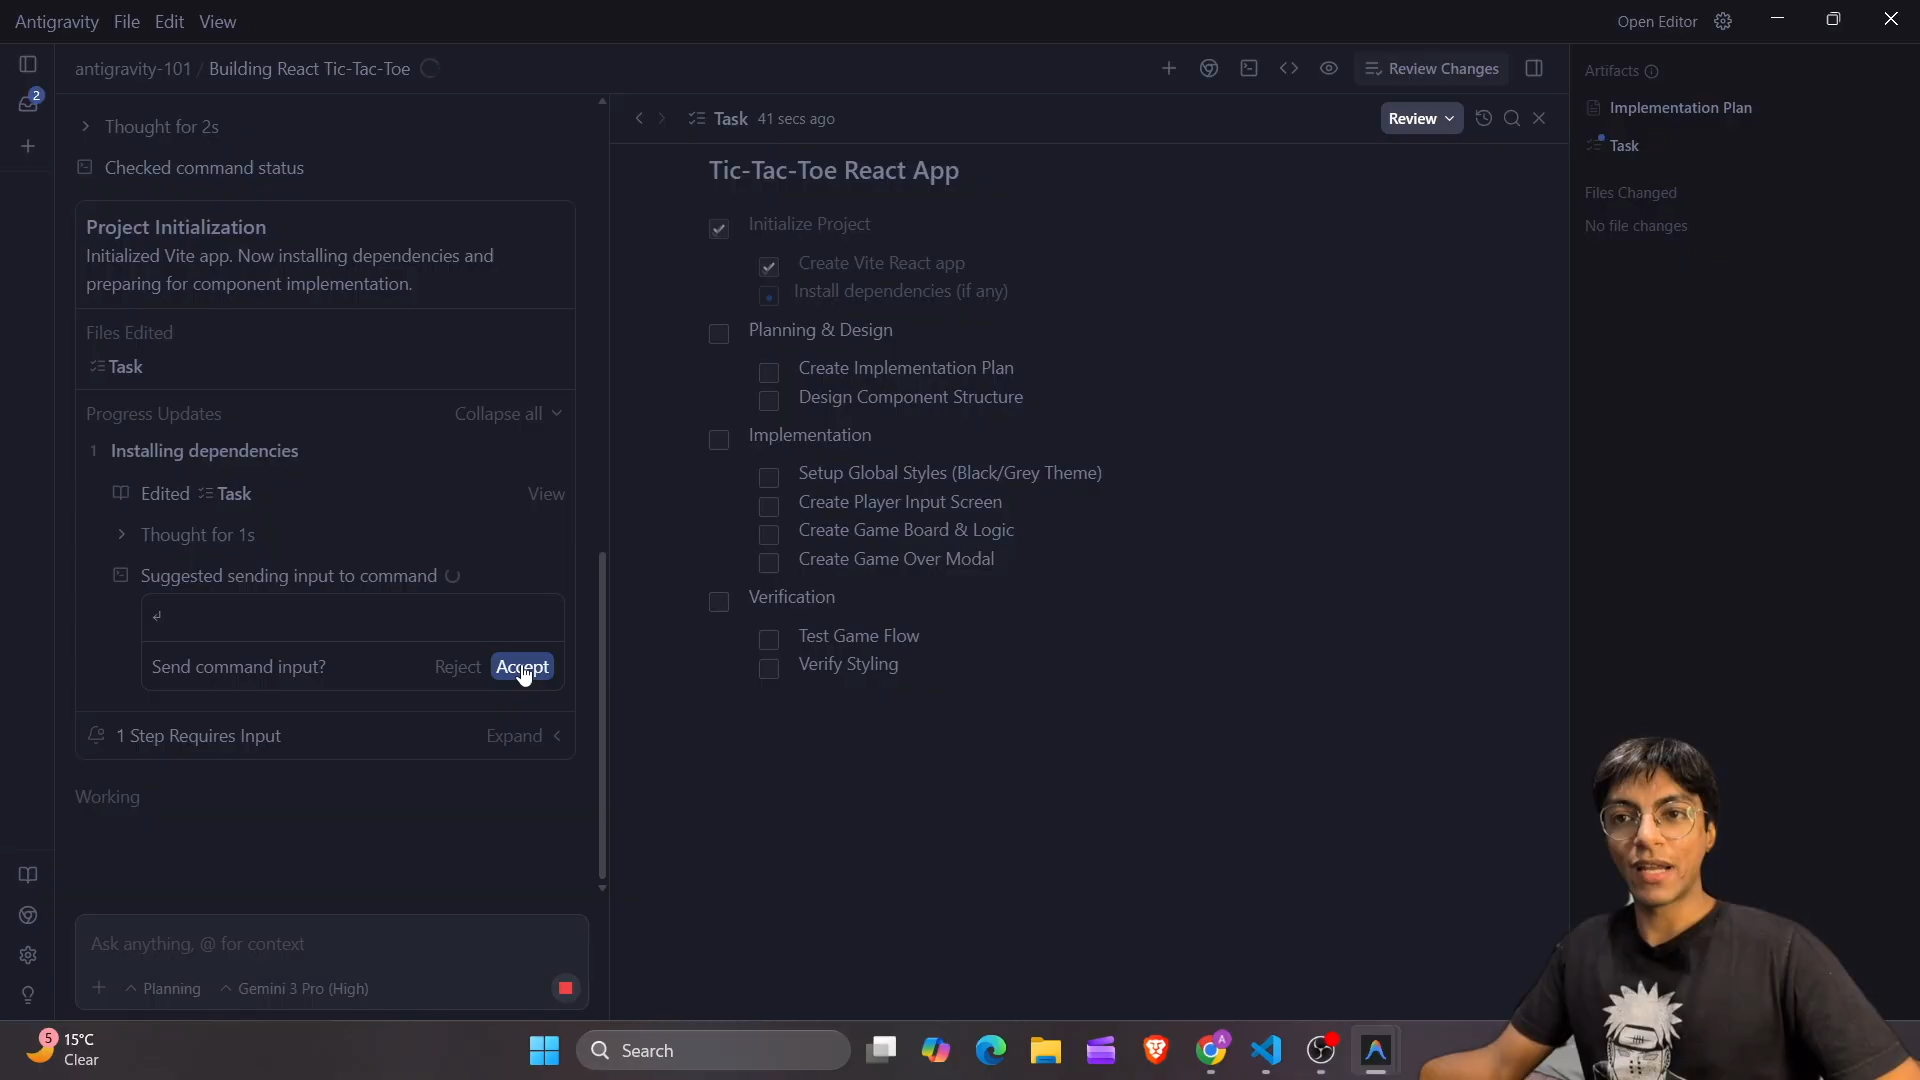 Antigravity File Edit View
Open Editor
antigravity-101 / Building React Tic-Tac-Toe
Review Changes
2
Thought for 2s
Checked command status
Project Initialization
Initialized Vite app. Now installing dependencies and
preparing for component implementation.
Files Edited
Task
Progress Updates
Collapse all
1 Installing dependencies
Edited Task
View
Thought for 1s
Suggested sending input to command
Send command input?
Reject Accept
1 Step Requires Input
Expand
Working
Ask anything, @ for context
Planning
Gemini 3 Pro (High)
Task 41 secs ago
Review
Tic-Tac-Toe React App
Initialize Project
Create Vite React app
Install dependencies (if any)
Planning & Design
Create Implementation Plan
Design Component Structure
Implementation
Setup Global Styles (Black/Grey Theme)
Create Player Input Screen
Create Game Board & Logic
Create Game Over Modal
Verification
Test Game Flow
Verify Styling
Artifacts
Implementation Plan
Task
Files Changed
No file changes
5
15°C
Clear
Search
A